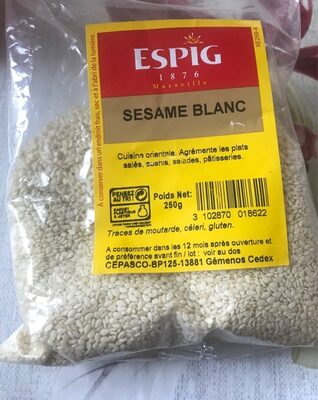 ESPIG
1876
Marseille
SESAME BLANC
Cuisine orientale. Agrémente les plats
salés, sushis, salades, pâtisseries.
PENSEZ
AU TRI !
Poids Net:
250g
3 102870 018622
Traces de moutarde, céleri, gluten.
A consommer dans les 12 mois après ouverture et
de préférence avant fin / lot : voir au dos
CEPASCO-BP125-13881 Gémenos Cedex
A conserver dans un endroit frais, sec et à l'abri de la lumière.